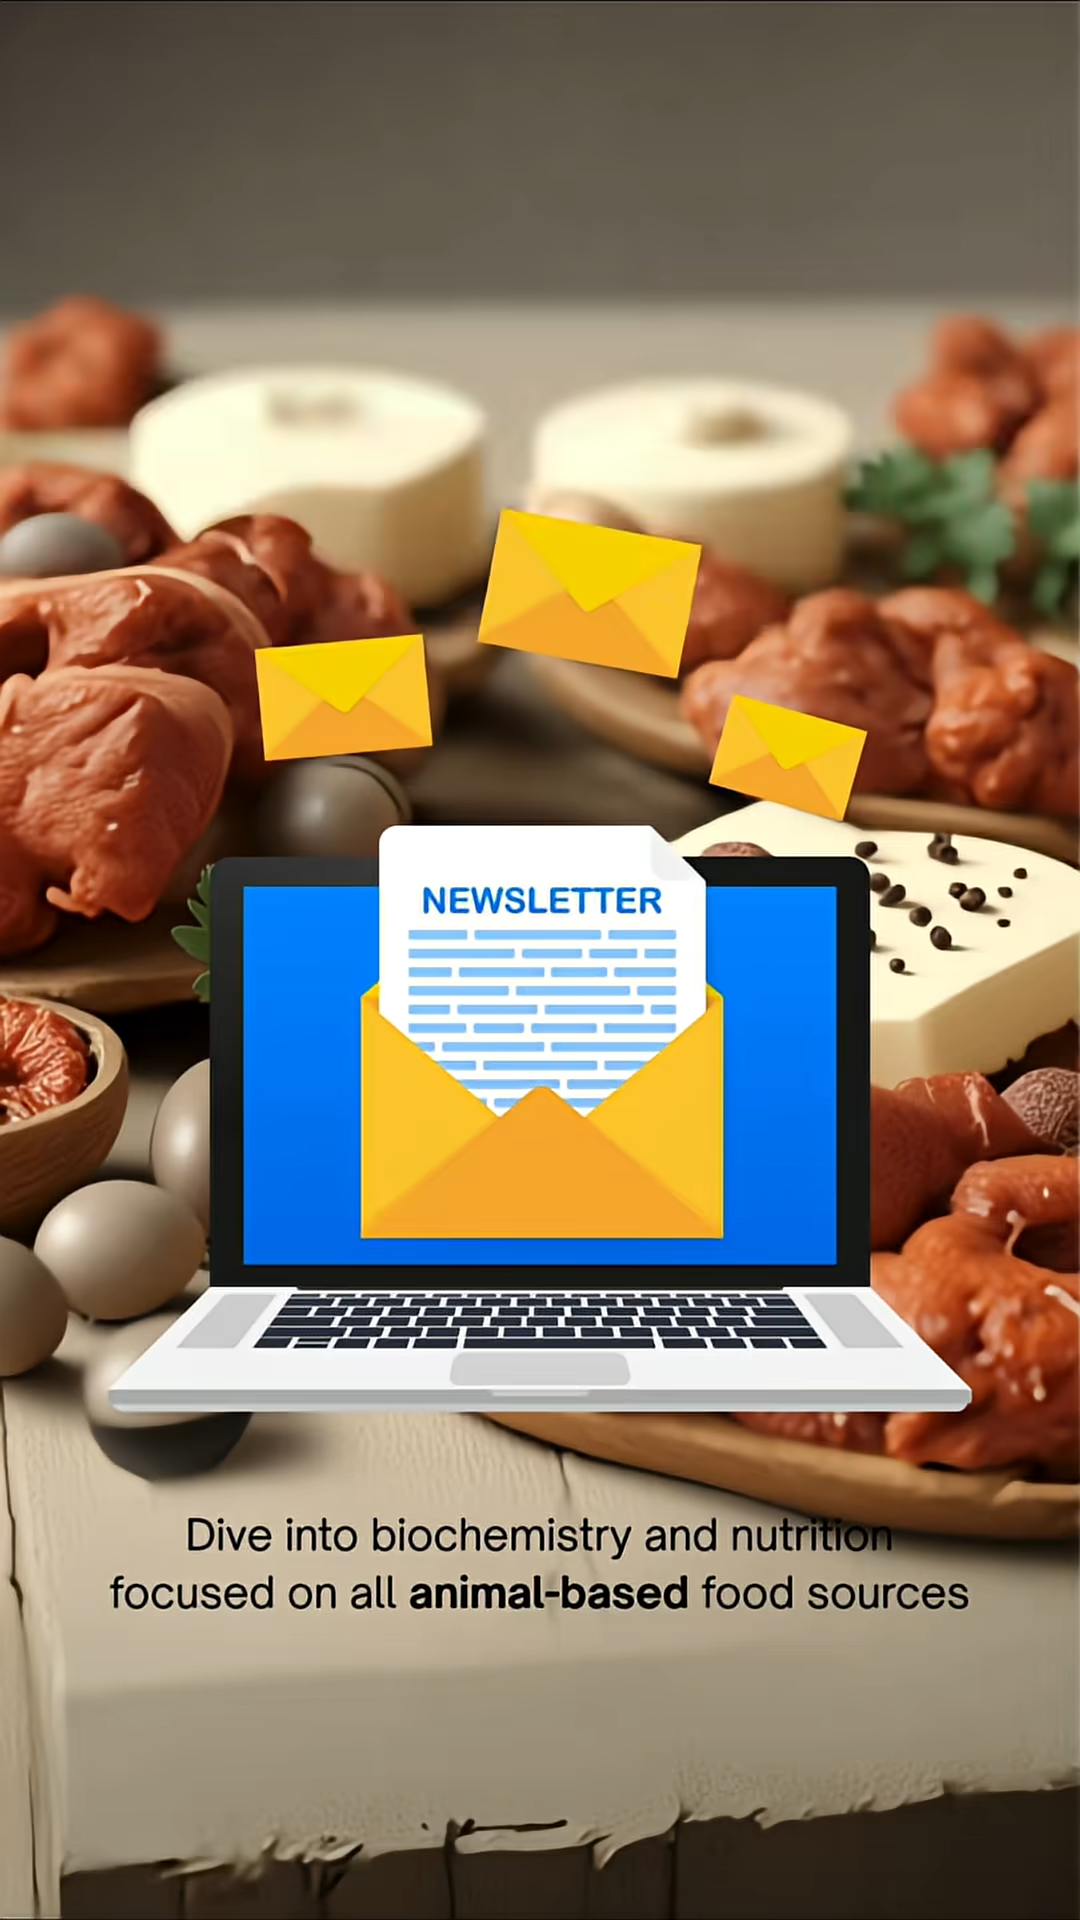 NEWSLETTER
Dive into biochemistry and nutrition
focused on all animal-based food sources